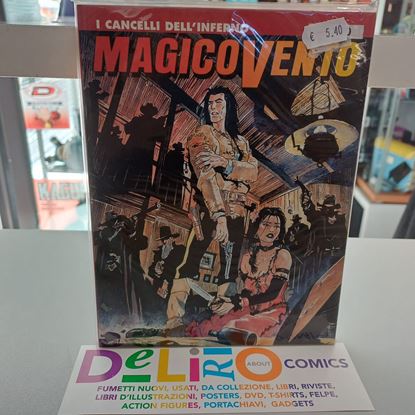 I CANCELLI DELL'INFERNO
€ 5,40
MAGICO VENTO
DeLiRiO ABOUT COMICS
FUMETTI NUOVI, USATI, DA COLLEZIONE, LIBRI, RIVISTE,
LIBRI D'ILLUSTRAZIONI, POSTERS, DVD, T-SHIRTS, FELPE,
ACTION FIGURES, PORTACHIAVI, GADGETS